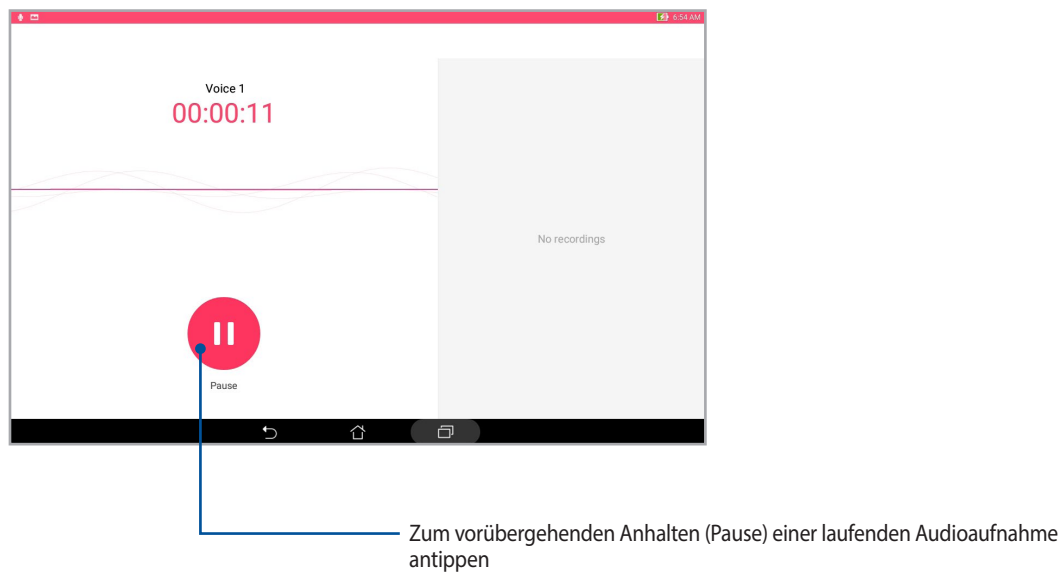 6:54 AM
Voice 1
00:00:11
No recordings
Pause
Zum vorübergehenden Anhalten (Pause) einer laufenden Audioaufnahme
antippen